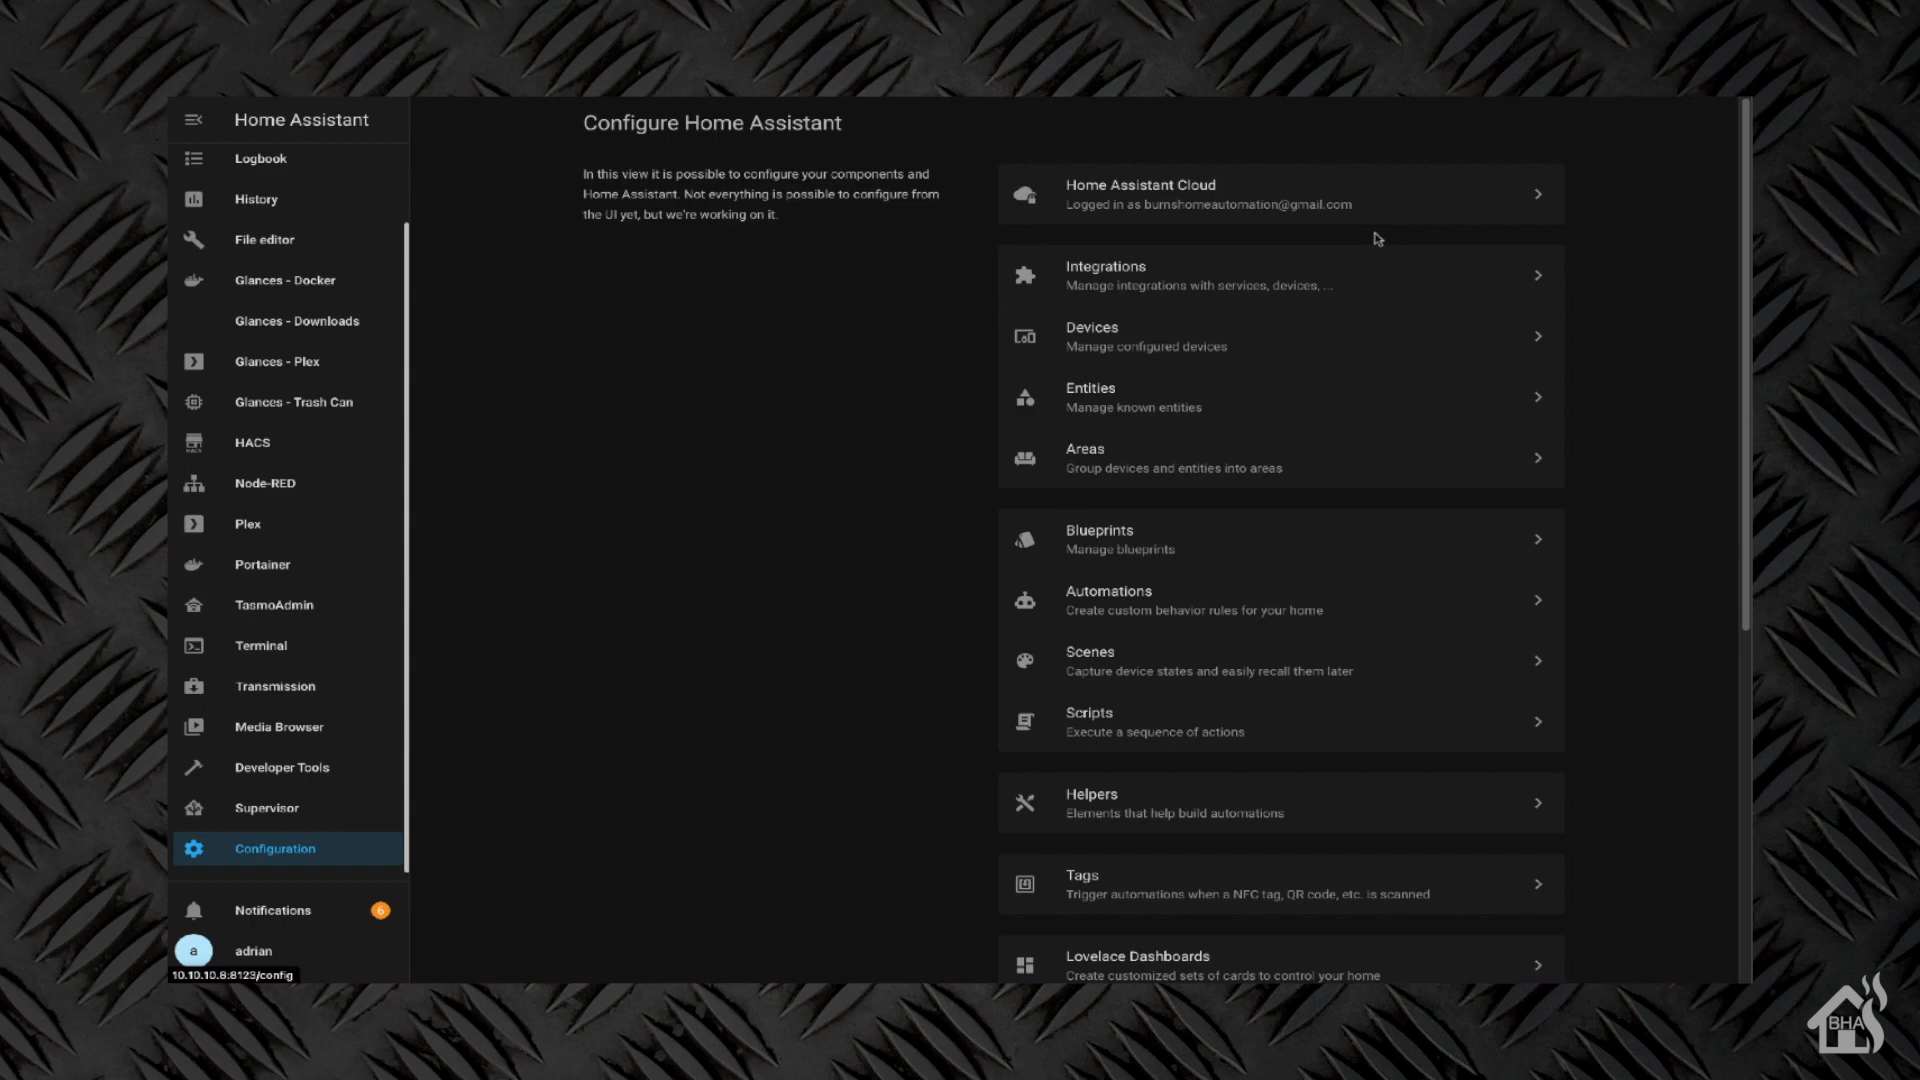 Home Assistant
Logbook
History
File editor
Glances - Docker
Glances - Downloads
Glances - Plex
Glances - Trash Can
HACS
HACS
Node-RED
Plex
Portainer
TasmoAdmin
Terminal
Transmission
Media Browser
Developer Tools
Supervisor
Configuration
Notifications 6
a adrian
10.10.10.8:8123/config
Configure Home Assistant
In this view it is possible to configure your components and
Home Assistant. Not everything is possible to configure from
the UI yet, but we're working on it.
Home Assistant Cloud
Logged in as burnshomeautomation@gmail.com
Integrations
Manage integrations with services, devices, ...
Devices
Manage configured devices
Entities
Manage known entities
Areas
Group devices and entities into areas
Blueprints
Manage blueprints
Automations
Create custom behavior rules for your home
Scenes
Capture device states and easily recall them later
Scripts
Execute a sequence of actions
Helpers
Elements that help build automations
Tags
Trigger automations when a NFC tag, QR code, etc. is scanned
Lovelace Dashboards
Create customized sets of cards to control your home
BHA